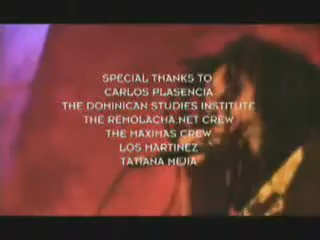 SPECIAL THANKS TO
CARLOS PLASENCIA
THE DOMINICAN STUDIES INSTITUTE
THE REMOLACHA.NET CREW
THE MAXIMAS CREW
LOS MARTINEZ
TATIANA MEJIA